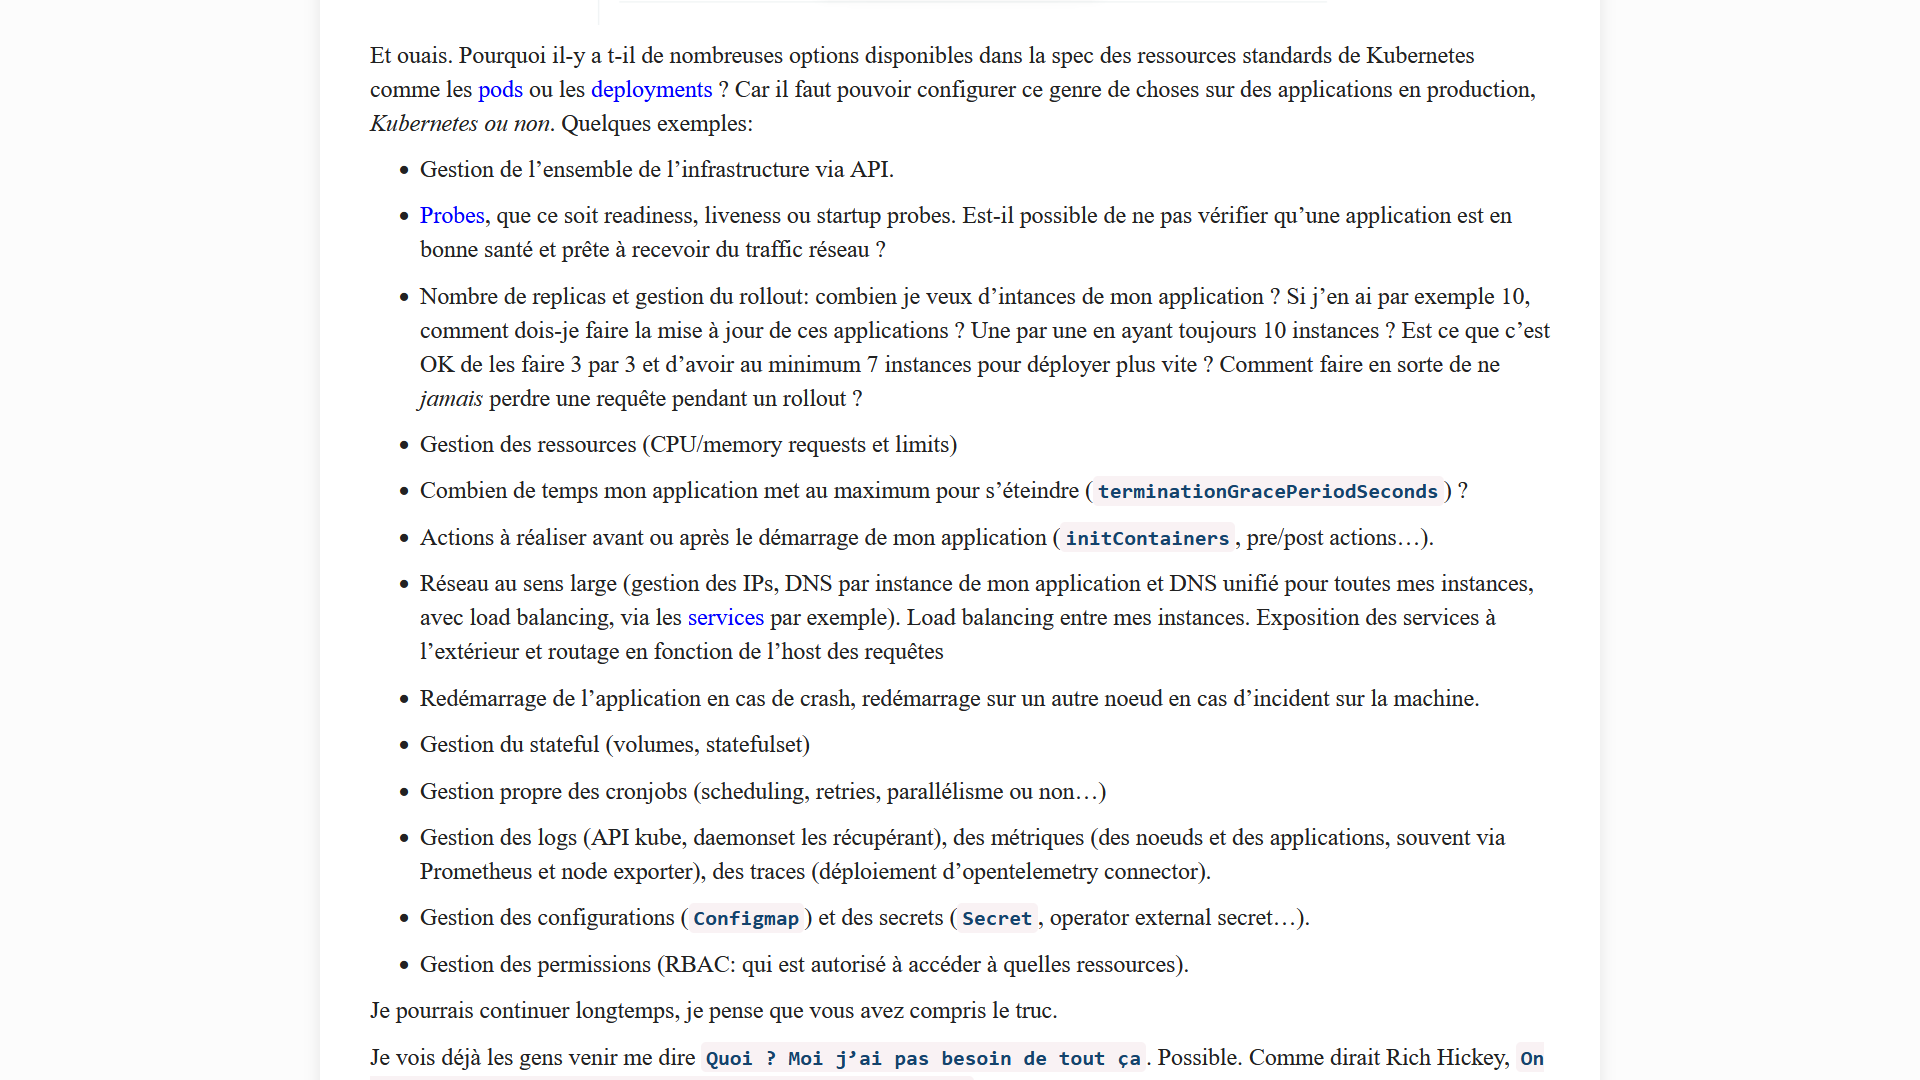 Et ouais. Pourquoi il-y a t-il de nombreuses options disponibles dans la spec des ressources standards de Kubernetes
comme les pods ou les deployments ? Car il faut pouvoir configurer ce genre de choses sur des applications en production,
Kubernetes ou non. Quelques exemples:
• Gestion de l’ensemble de l’infrastructure via API.
• Probes, que ce soit readiness, liveness ou startup probes. Est-il possible de ne pas vérifier qu’une application est en
bonne santé et prête à recevoir du traffic réseau ?
• Nombre de replicas et gestion du rollout: combien je veux d’intances de mon application ? Si j’en ai par exemple 10,
comment dois-je faire la mise à jour de ces applications ? Une par une en ayant toujours 10 instances ? Est ce que c’est
OK de les faire 3 par 3 et d’avoir au minimum 7 instances pour déployer plus vite ? Comment faire en sorte de ne
jamais perdre une requête pendant un rollout ?
• Gestion des ressources (CPU/memory requests et limits)
• Combien de temps mon application met au maximum pour s’éteindre (terminationGracePeriodSeconds) ?
• Actions à réaliser avant ou après le démarrage de mon application (initContainers, pre/post actions…).
• Réseau au sens large (gestion des IPs, DNS par instance de mon application et DNS unifié pour toutes mes instances,
avec load balancing, via les services par exemple). Load balancing entre mes instances. Exposition des services à
l’extérieur et routage en fonction de l’host des requêtes
• Redémarrage de l’application en cas de crash, redémarrage sur un autre noeud en cas d’incident sur la machine.
• Gestion du stateful (volumes, statefulset)
• Gestion propre des cronjobs (scheduling, retries, parallélisme ou non…)
• Gestion des logs (API kube, daemonset les récupérant), des métriques (des noeuds et des applications, souvent via
Prometheus et node exporter), des traces (déploiement d’opentelemetry connector).
• Gestion des configurations (Configmap) et des secrets (Secret, operator external secret…).
• Gestion des permissions (RBAC: qui est autorisé à accéder à quelles ressources).
Je pourrais continuer longtemps, je pense que vous avez compris le truc.
Je vois déjà les gens venir me dire Quoi ? Moi j’ai pas besoin de tout ça. Possible. Comme dirait Rich Hickey, On